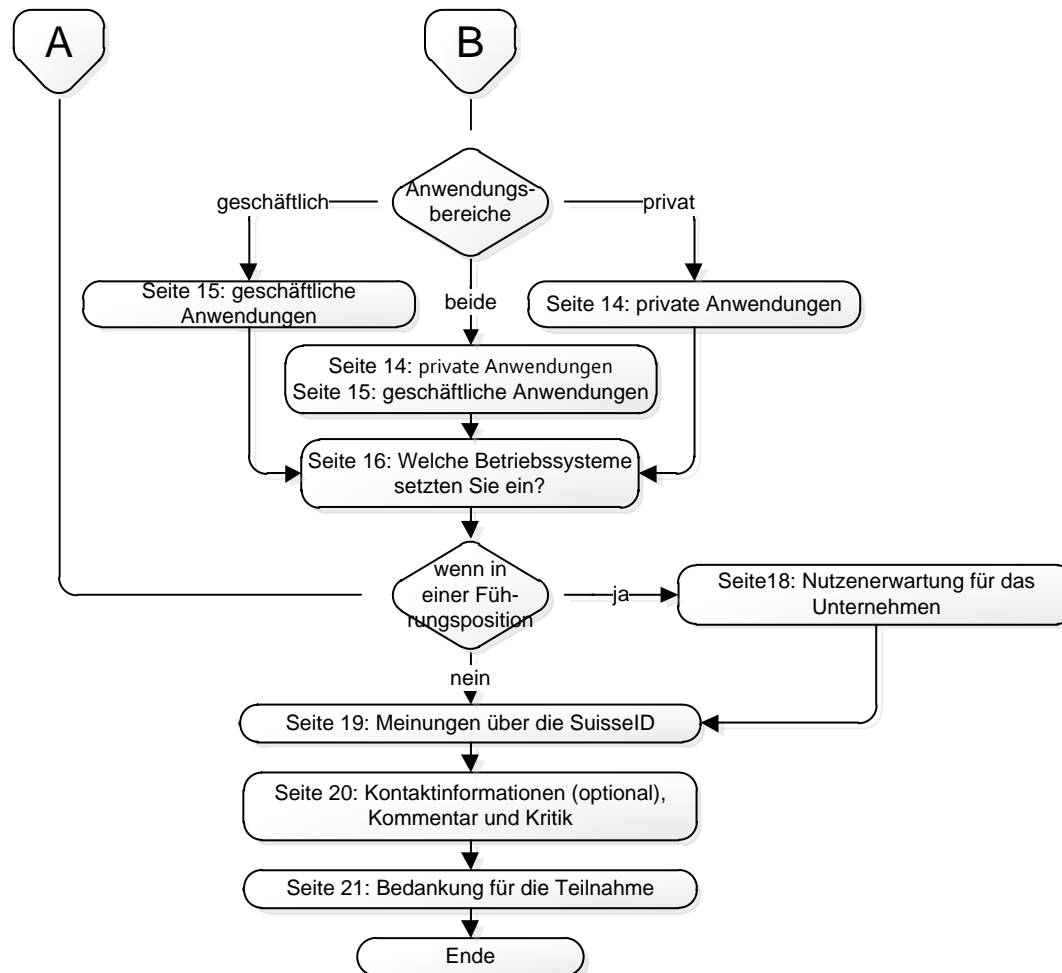 A
B
Anwendungs-
bereiche
geschäftlich
privat
beide
Seite 15: geschäftliche
Anwendungen
Seite 14: private Anwendungen
Seite 14: private Anwendungen
Seite 15: geschäftliche Anwendungen
Seite 16: Welche Betriebssysteme
setzten Sie ein?
wenn in
einer Füh-
rungsposition
ja
Seite18: Nutzenerwartung für das
Unternehmen
nein
Seite 19: Meinungen über die SuisseID
Seite 20: Kontaktinformationen (optional),
Kommentar und Kritik
Seite 21: Bedankung für die Teilnahme
Ende